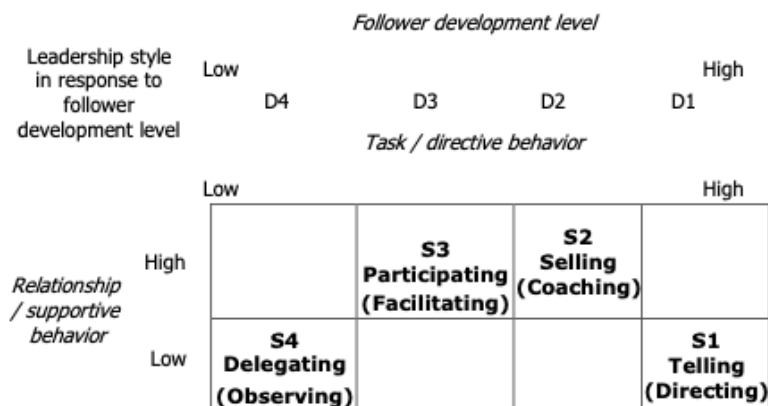 Follower development level
Leadership style
in response to
follower
development level
Low High
D4 D3 D2 D1
Task / directive behavior
Low High
Relationship
/ supportive
behavior
High
S3
Participating
(Facilitating)
S2
Selling
(Coaching)
Low
S4
Delegating
(Observing)
S1
Telling
(Directing)